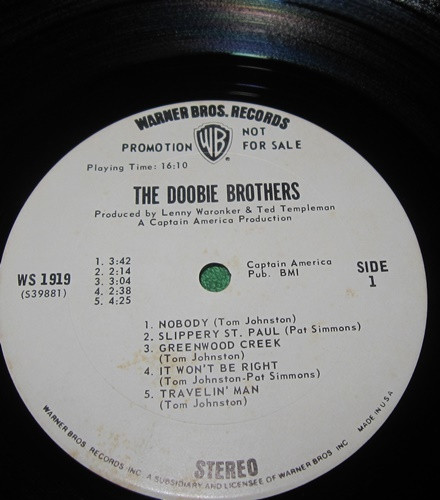 WARNER BROS. RECORDS
PROMOTION WB NOT FOR SALE
Playing Time: 16:10
THE DOOBIE BROTHERS
Produced by Lenny Waronker & Ted Templeman
A Captain America Production
WS 1919
(S39881)
1. 3:42
2. 2:14
3. 3:04
4. 2:38
5. 4:25
Captain America
Pub. BMI
SIDE
1
1. NOBODY (Tom Johnston)
2. SLIPPERY ST. PAUL (Pat Simmons)
3. GREENWOOD CREEK
(Tom Johnston)
4. IT WON'T BE RIGHT
(Tom Johnston-Pat Simmons)
5. TRAVELIN' MAN
(Tom Johnston)
STEREO
WARNER BROS. RECORDS INC. A SUBSIDIARY AND LICENSEE OF WARNER BROS. INC. MADE IN U.S.A.